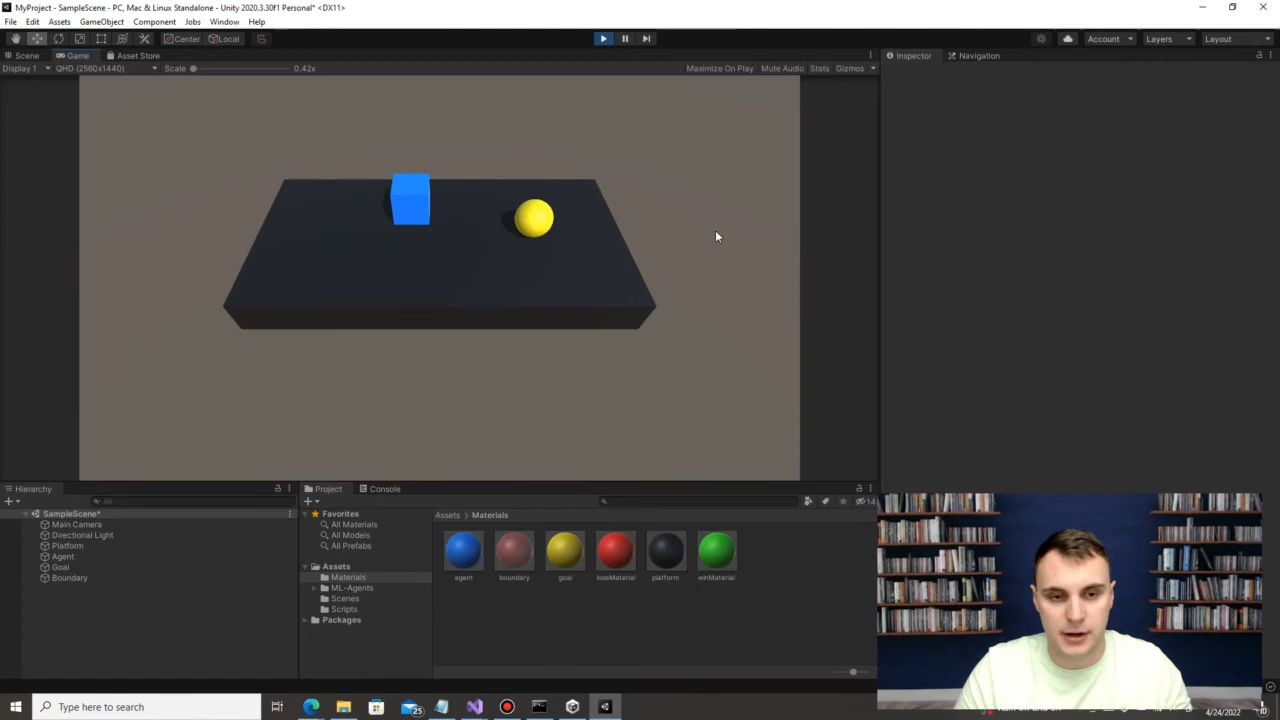 MyProject - SampleScene - PC, Mac & Linux Standalone - Unity 2020.3.30f1 Personal* <DX11>
File Edit Assets GameObject Component Jobs Window Help
Center Local Account Layers Layout
Scene Game Asset Store
Inspector Navigation
Display 1 QHD (2560x1440) Scale 0.42x Maximize On Play Mute Audio Stats Gizmos
Hierarchy
All
SampleScene*
Main Camera
Directional Light
Platform
Agent
Goal
Boundary
Project Console
14
Favorites
All Materials
All Models
All Prefabs
Assets
Materials
ML-Agents
Scenes
Scripts
Packages
Assets > Materials
agent boundary goal loseMaterial platform winMaterial
Type here to search
25
4/24/2022
10